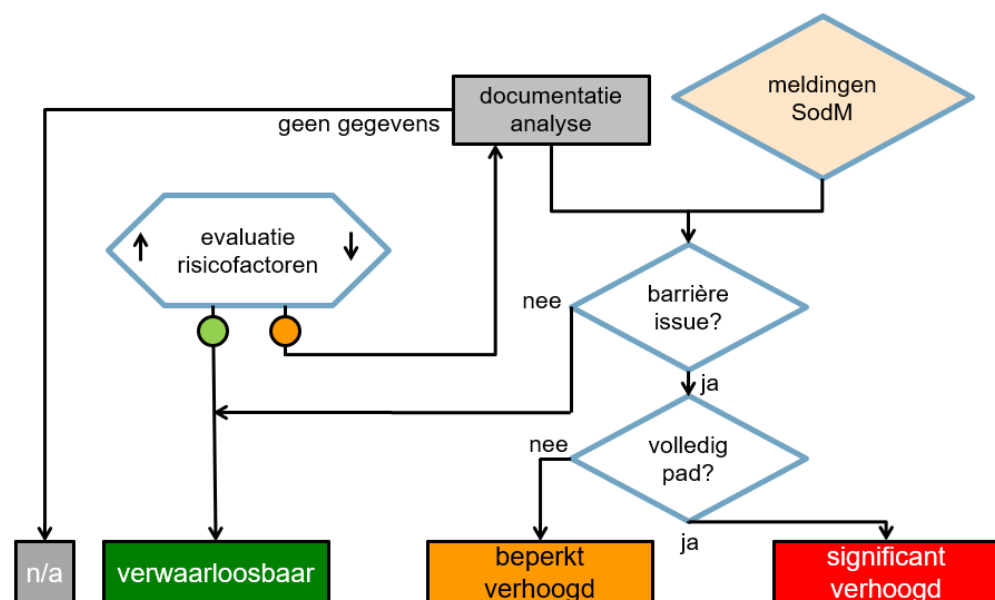 documentatie
analyse
meldingen
SodM
geen gegevens
evaluatie
risicofactoren
nee
barrière
issue?
ja
nee
volledig
pad?
ja
n/a
verwaarloosbaar
beperkt
verhoogd
significant
verhoogd